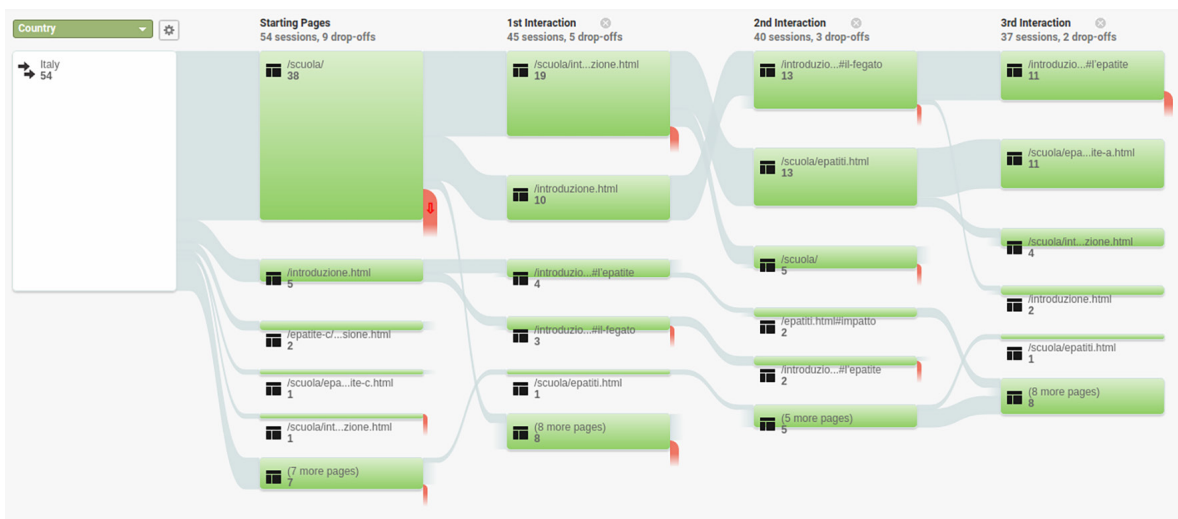 Country
Italy
54
Starting Pages
54 sessions, 9 drop-offs
/scuola/
38
/introduzione.html
5
/epatite-c/...sione.html
2
/scuola/epa...ite-c.html
1
/scuola/int...zione.html
1
(7 more pages)
7
1st Interaction
45 sessions, 5 drop-offs
/scuola/int...zione.html
19
/introduzione.html
10
/introduzio...#l'epatite
4
/introduzio...#il-fegato
3
/scuola/epatiti.html
1
(8 more pages)
8
2nd Interaction
40 sessions, 3 drop-offs
/introduzio...#il-fegato
13
/scuola/epatiti.html
13
/scuola/
5
/epatiti.html#impatto
2
/introduzio...#l'epatite
2
(5 more pages)
5
3rd Interaction
37 sessions, 2 drop-offs
/introduzio...#l'epatite
11
/scuola/epa...ite-a.html
11
/scuola/int...zione.html
4
/introduzione.html
2
/scuola/epatiti.html
1
(8 more pages)
8